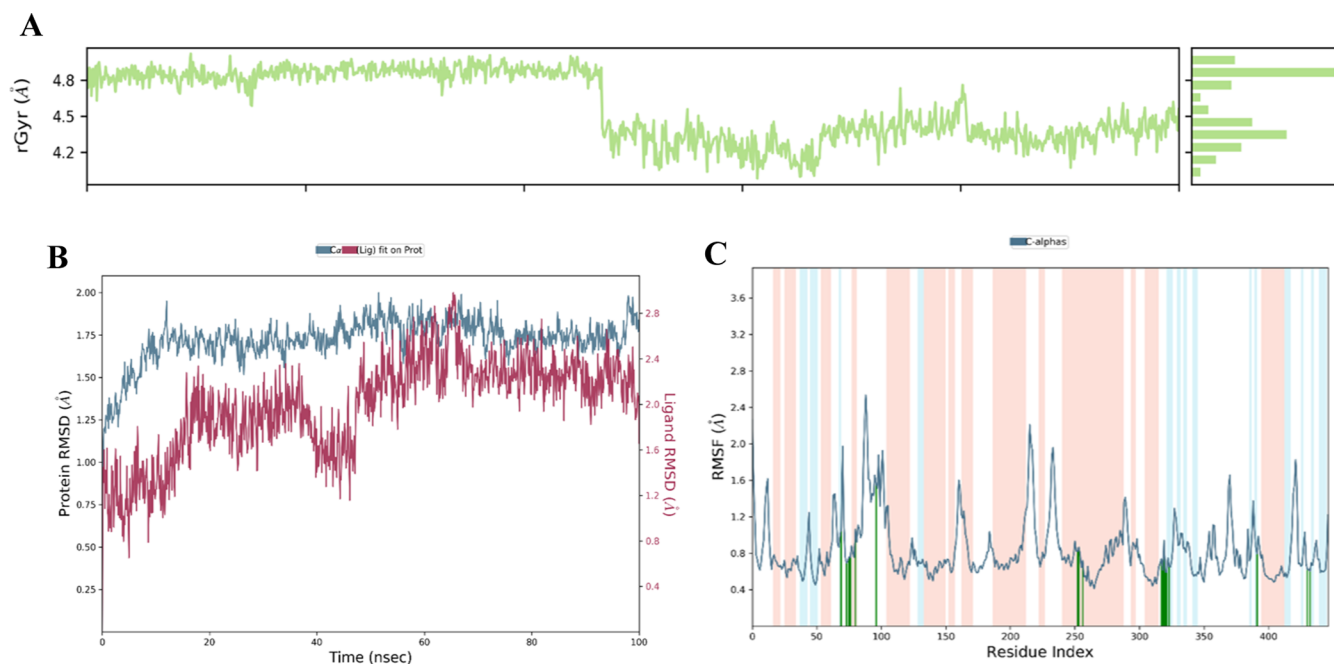 A
rGyr (Å)
4.8
4.5
4.2
B
Cα (Lig) fit on Prot
Protein RMSD (Å)
2.00
1.75
1.50
1.25
1.00
0.75
0.50
0.25
2.8
2.4
2.0
1.6
1.2
0.8
0.4
Ligand RMSD (Å)
0 20 40 60 80 100
Time (nsec)
C
C-alphas
RMSF (Å)
3.6
3.2
2.8
2.4
2.0
1.6
1.2
0.8
0.4
0 50 100 150 200 250 300 350 400
Residue Index